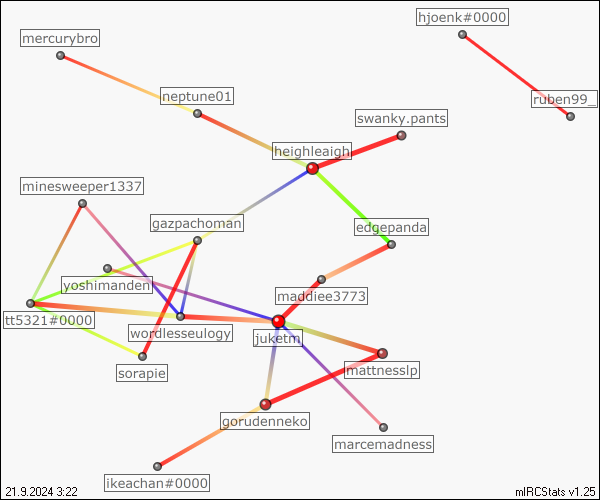 hjoenk#0000
mercurybro
neptune01
ruben99_
swanky.pants
heighleaigh
minesweeper1337
gazpachoman
edgepanda
yoshimanden
maddiee3773
tt5321#0000
wordlesseulogy
juketm
sorapie
mattnesslp
gorudenneko
marcemadness
ikeachan#0000
21.9.2024 3:22
mIRCStats v1.25